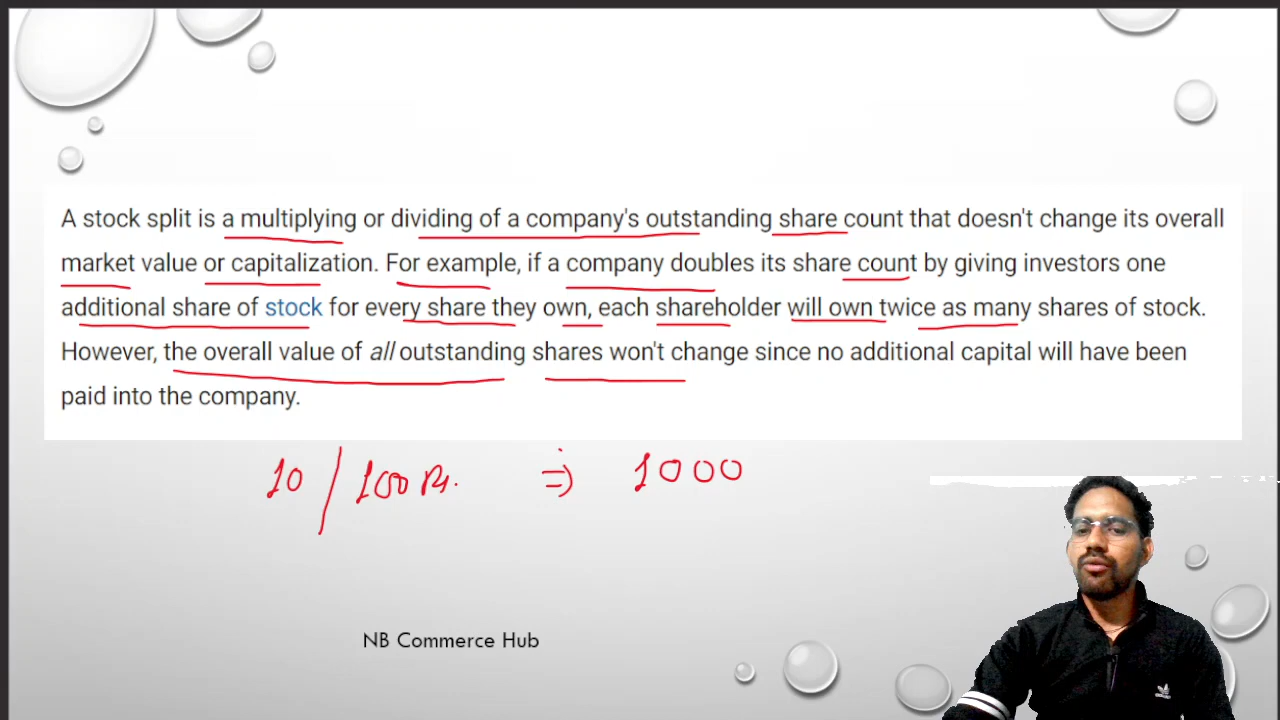 A stock split is a multiplying or dividing of a company's outstanding share count that doesn't change its overall
market value or capitalization. For example, if a company doubles its share count by giving investors one
additional share of stock for every share they own, each shareholder will own twice as many shares of stock.
However, the overall value of all outstanding shares won't change since no additional capital will have been
paid into the company.
10 / 100 Rs. ⇒ 1000
NB Commerce Hub